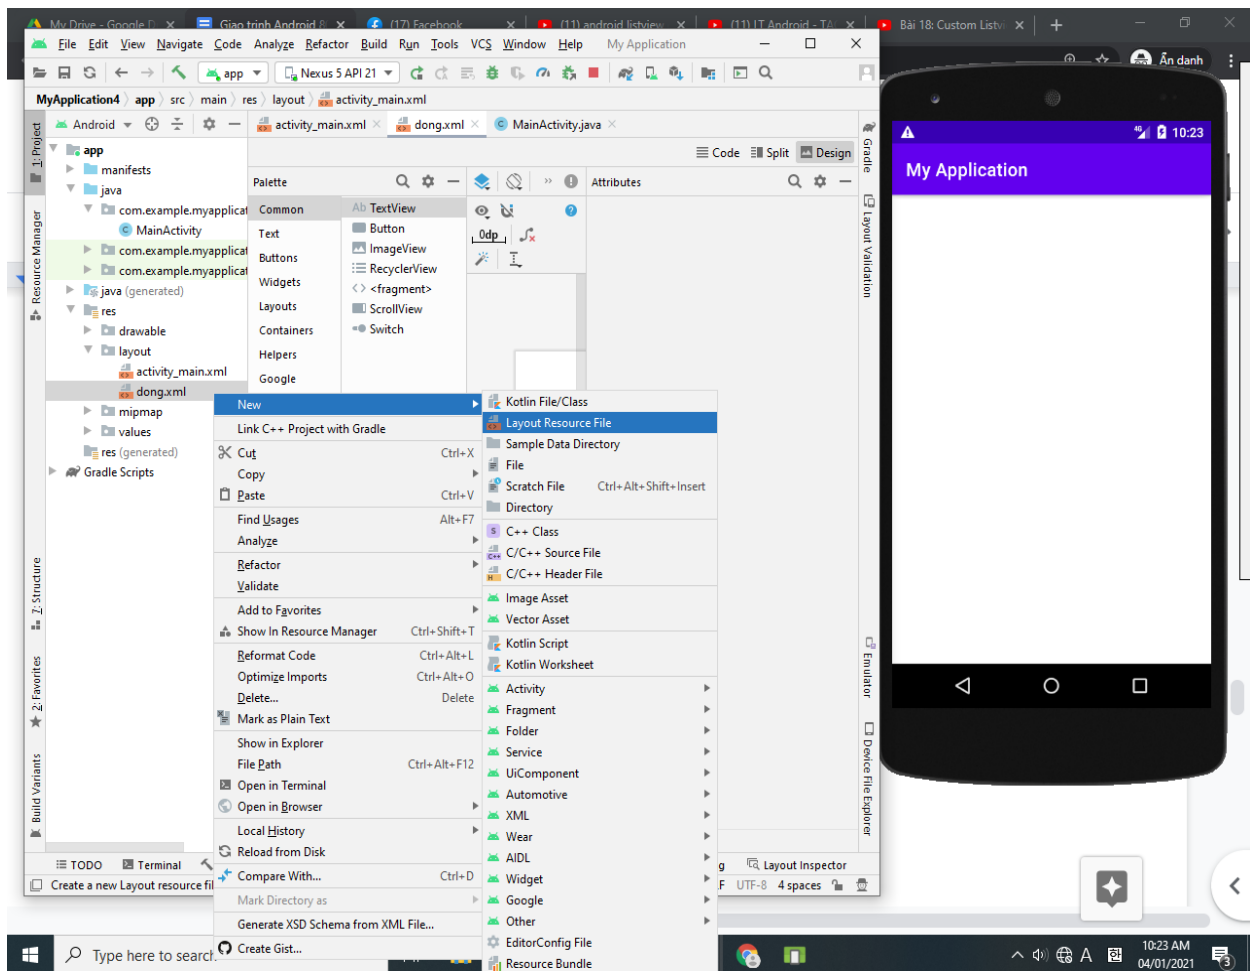 My Drive - Google D
Giao trinh Android 8(
(17) Facebook
(11) android listview
(11) IT Android - TA(
Bài 18: Custom Listvi
File Edit View Navigate Code Analyze Refactor Build Run Tools VCS Window Help My Application
app Nexus 5 API 21
Ẩn danh
MyApplication4 app src main res layout activity_main.xml
Android
activity_main.xml
dong.xml
MainActivity.java
Code Split Design
1: Project
Resource Manager
7: Structure
2: Favorites
Build Variants
app
manifests
java
com.example.myapplicat
MainActivity
com.example.myapplicat
com.example.myapplicat
java (generated)
res
drawable
layout
activity_main.xml
dong.xml
mipmap
values
res (generated)
Gradle Scripts
Palette
Common
Text
Buttons
Widgets
Layouts
Containers
Helpers
Google
Ab TextView
Button
ImageView
RecyclerView
<> <fragment>
ScrollView
Switch
0dp
Attributes
Gradle
Layout Validation
Emulator
Device File Explorer
New
Link C++ Project with Gradle
Cut Ctrl+X
Copy
Paste Ctrl+V
Find Usages Alt+F7
Analyze
Refactor
Validate
Add to Favorites
Show In Resource Manager Ctrl+Shift+T
Reformat Code Ctrl+Alt+L
Optimize Imports Ctrl+Alt+O
Delete... Delete
Mark as Plain Text
Show in Explorer
File Path Ctrl+Alt+F12
Open in Terminal
Open in Browser
Local History
Reload from Disk
Compare With... Ctrl+D
Mark Directory as
Generate XSD Schema from XML File...
Create Gist...
Kotlin File/Class
Layout Resource File
Sample Data Directory
File
Scratch File Ctrl+Alt+Shift+Insert
Directory
C++ Class
C/C++ Source File
C/C++ Header File
Image Asset
Vector Asset
Kotlin Script
Kotlin Worksheet
Activity
Fragment
Folder
Service
UiComponent
Automotive
XML
Wear
AIDL
Widget
Google
Other
EditorConfig File
Resource Bundle
4G 10:23
My Application
TODO Terminal
g Layout Inspector
Create a new Layout resource fil
F UTF-8 4 spaces
Type here to search
A 한
10:23 AM
04/01/2021
3